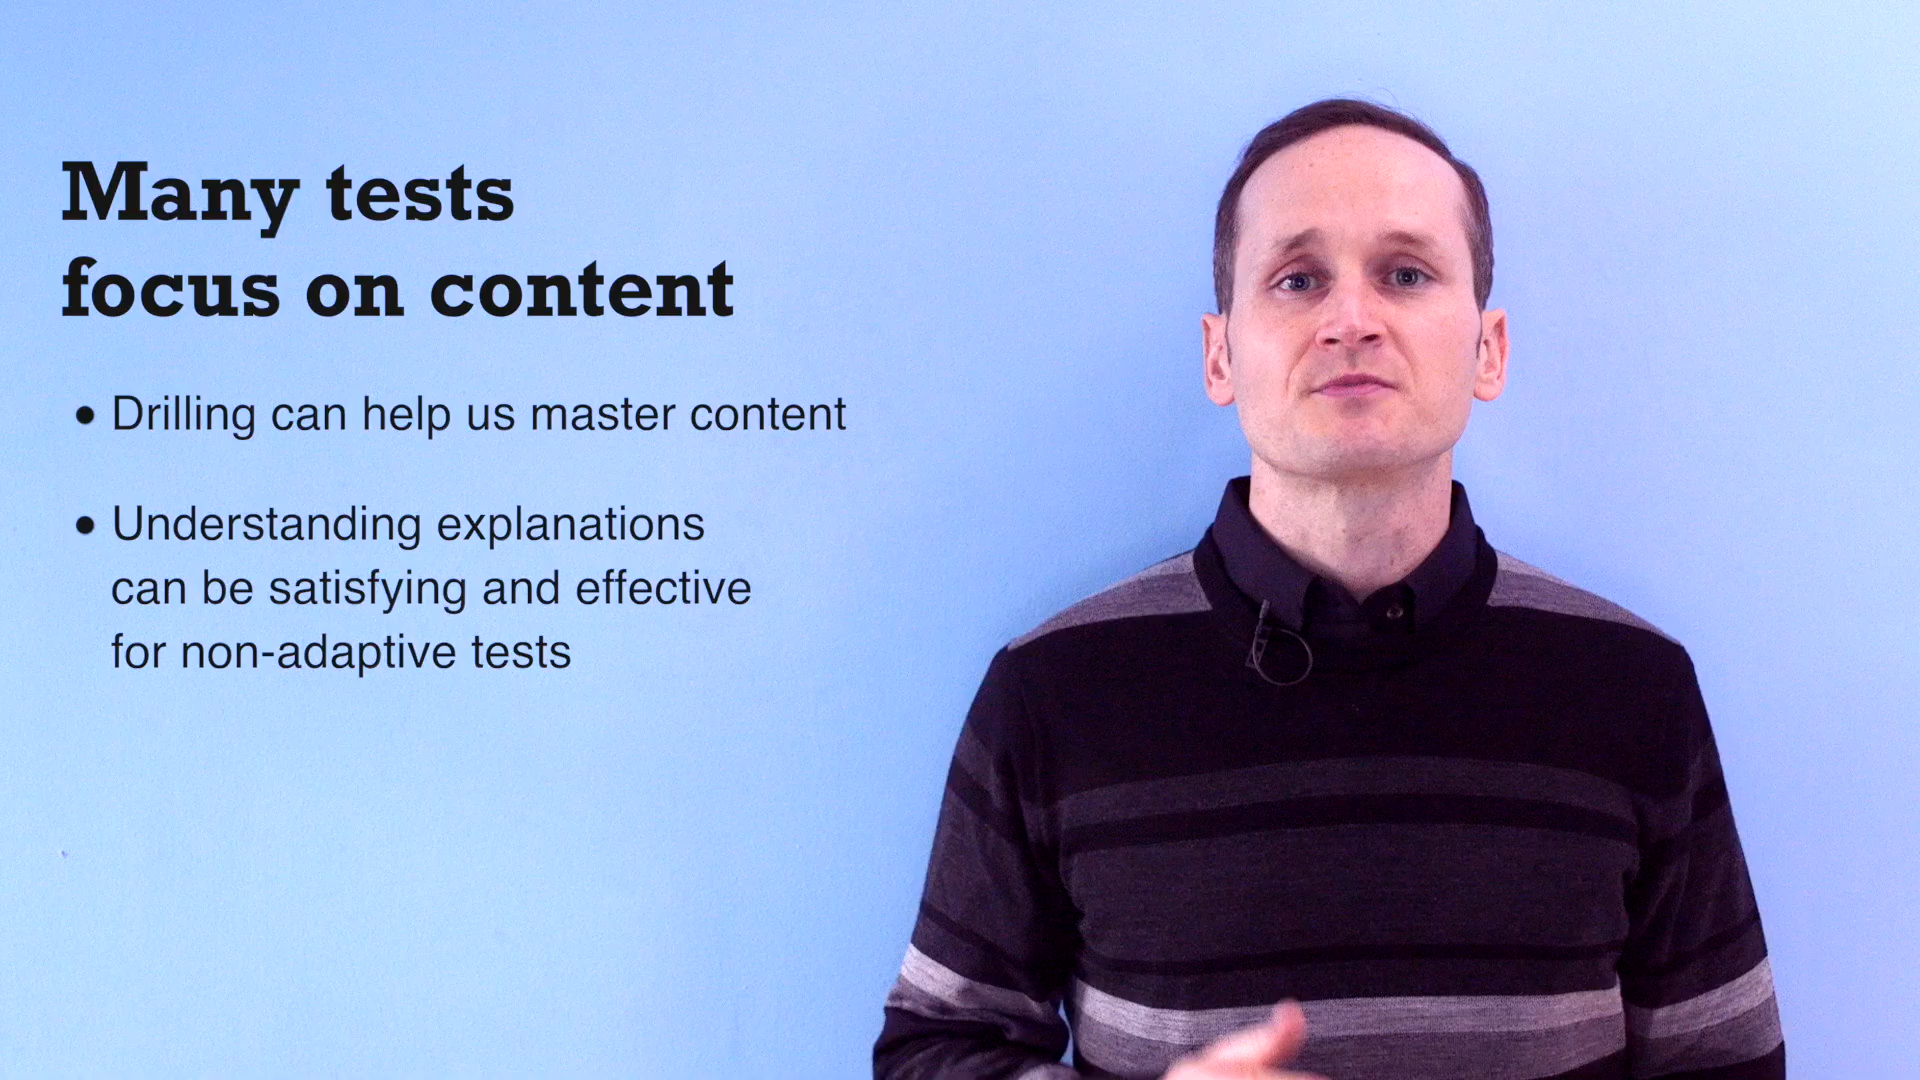 Many tests
focus on content
• Drilling can help us master content
• Understanding explanations
can be satisfying and effective
for non-adaptive tests